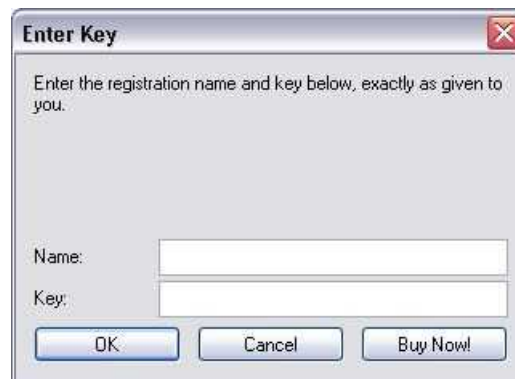 Enter Key
Enter the registration name and key below, exactly as given to
you.
Name:
Key:
OK Cancel Buy Now!